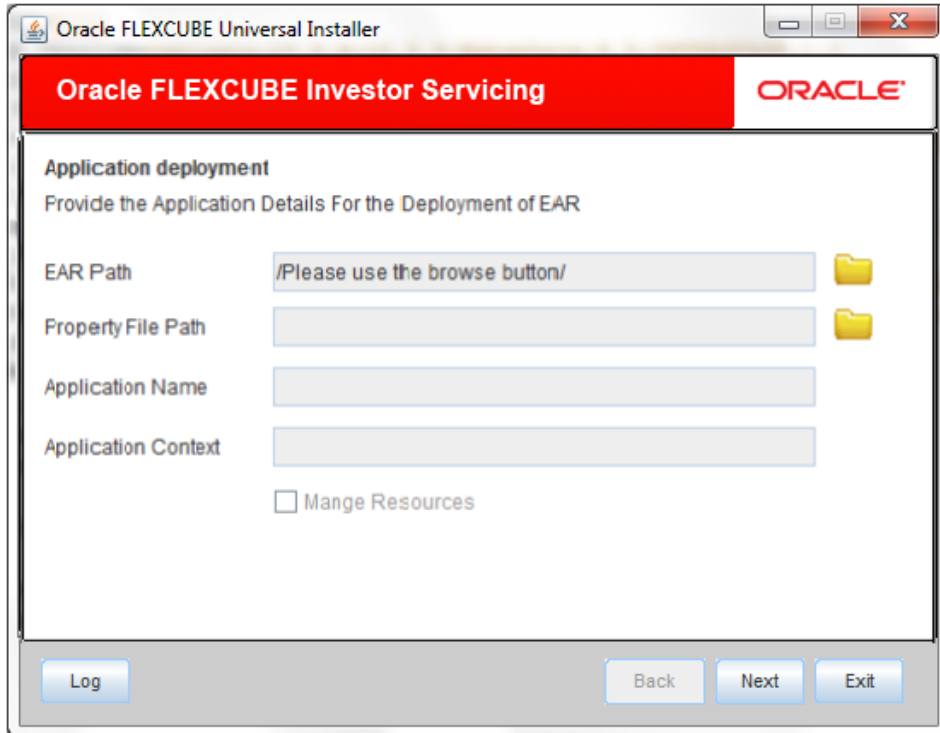 Oracle FLEXCUBE Universal Installer
Oracle FLEXCUBE Investor Servicing
ORACLE
Application deployment
Provide the Application Details For the Deployment of EAR
EAR Path
/Please use the browse button/
Property File Path
Application Name
Application Context
Mange Resources
Log
Back
Next
Exit